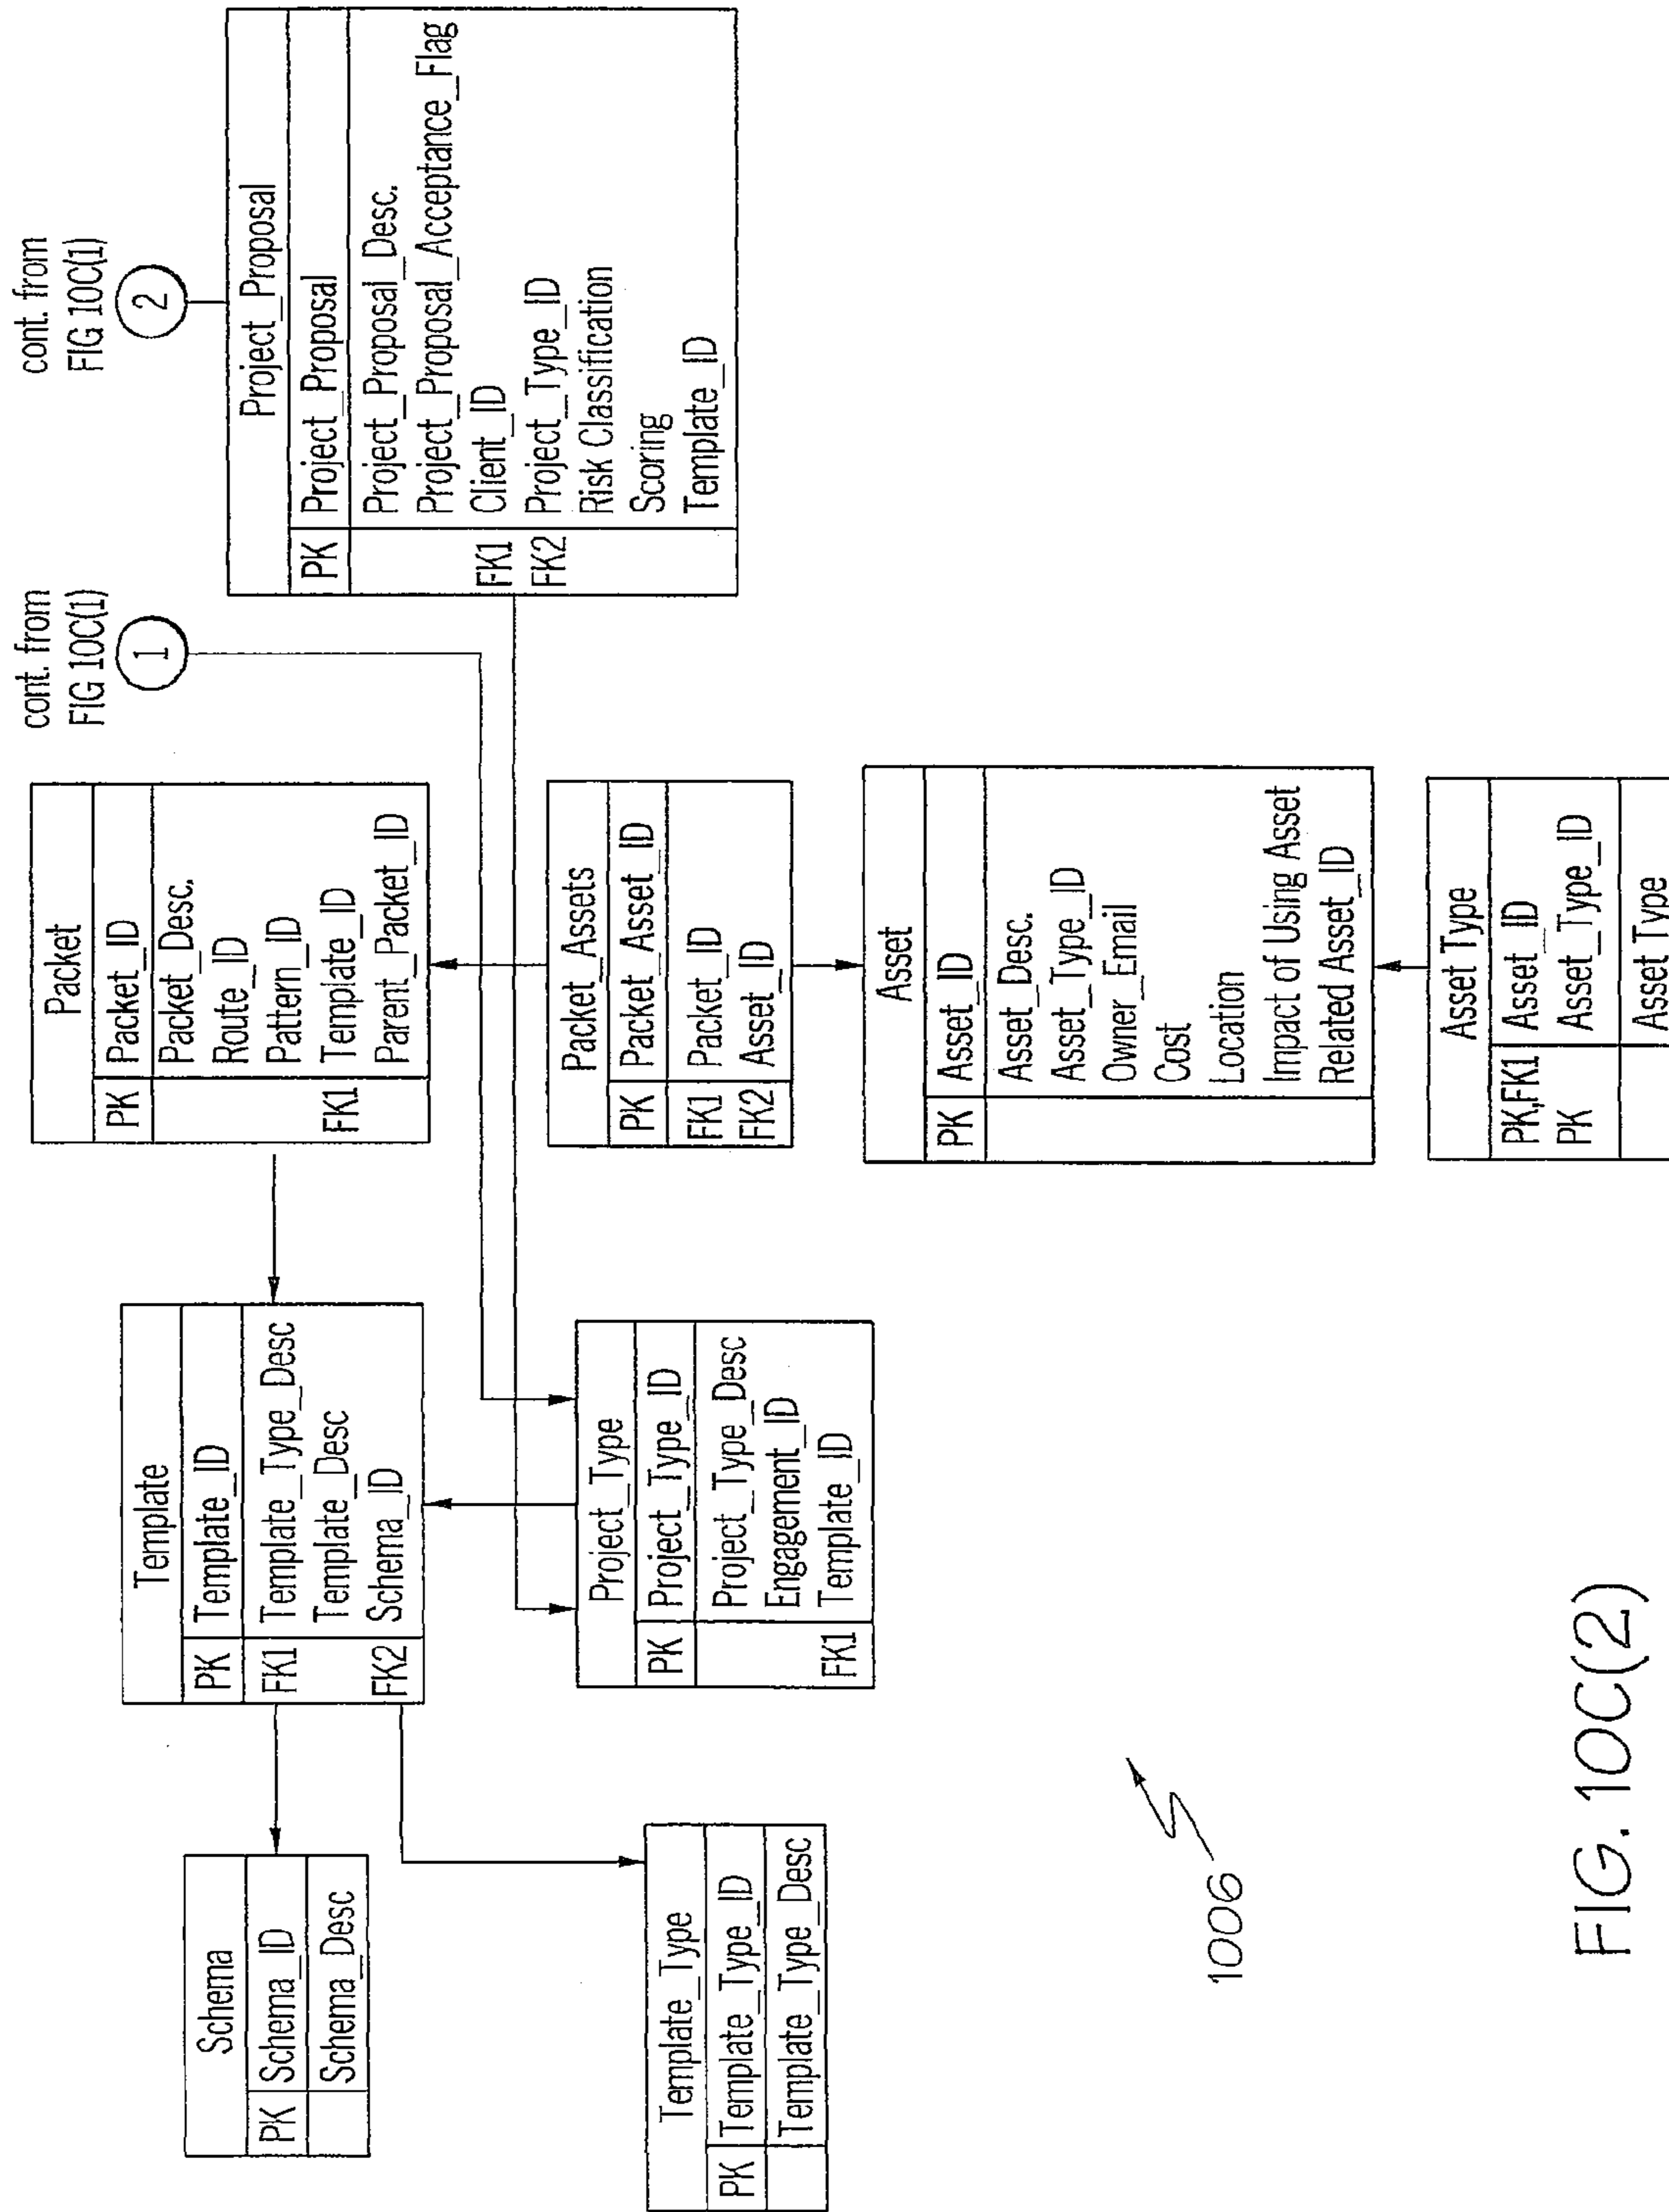 cont. from
FIG 10C(1)
1
cont. from
FIG 10C(1)
2
Schema
PK Schema_ID
Schema_Desc
Template
PK Template_ID
FK1 Template_Type_Desc
Template_Desc
FK2 Schema_ID
Packet
PK Packet_ID
Packet_Desc.
Route_ID
Pattern_ID
FK1 Template_ID
Parent_Packet_ID
Project_Proposal
PK Project_Proposal
Project_Proposal_Desc.
Project_Proposal_Acceptance_Flag
FK1 Client_ID
FK2 Project_Type_ID
Risk Classification
Scoring
Template_ID
Template_Type
PK Template_Type_ID
Template_Type_Desc
Project_Type
PK Project_Type_ID
Project_Type_Desc
Engagement_ID
FK1 Template_ID
Packet_Assets
PK Packet_Asset_ID
FK1 Packet_ID
FK2 Asset_ID
Asset
PK Asset_ID
Asset_Desc.
Asset_Type_ID
Owner_Email
Cost
Location
Impact of Using Asset
Related Asset_ID
Asset Type
PK,FK1 Asset_ID
PK Asset_Type_ID
Asset_Type
1006
FIG. 10C(2)